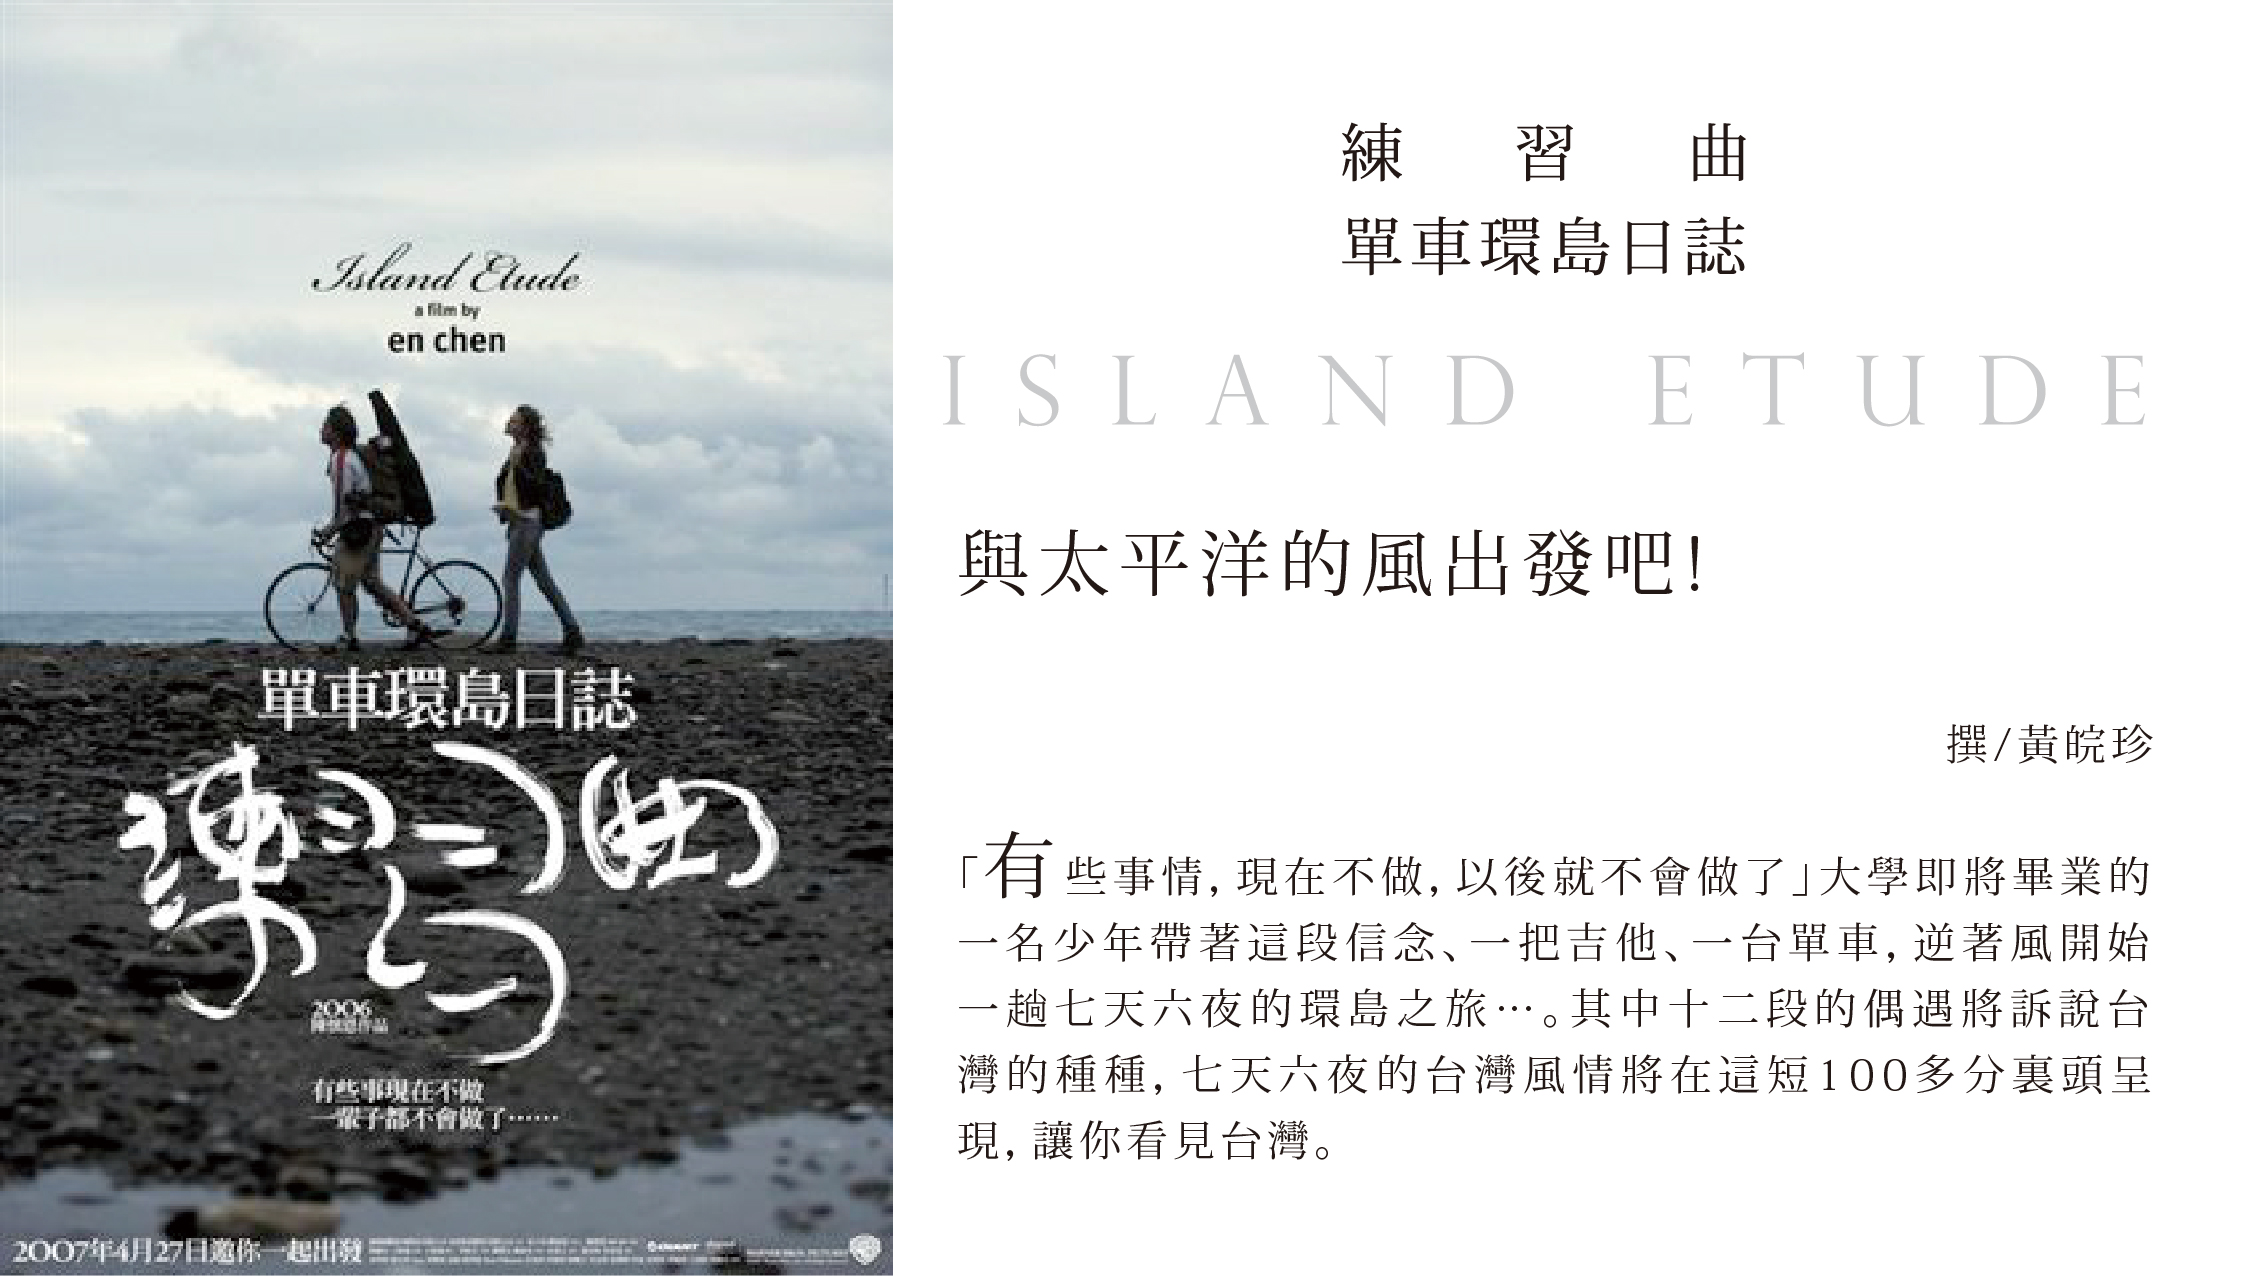 Island Etude
a film by
en chen
單車環島日誌
練習曲
2006
陳懷恩作品
有些事現在不做
一輩子都不會做了……
2007年4月27日邀你一起出發
練習曲
單車環島日誌
ISLAND ETUDE
與太平洋的風出發吧!
撰/黃皖珍
「有些事情,現在不做,以後就不會做了」大學即將畢業的
一名少年帶著這段信念、一把吉他、一台單車,逆著風開始
一趟七天六夜的環島之旅…。其中十二段的偶遇將訴說台
灣的種種,七天六夜的台灣風情將在這短100多分裏頭呈
現,讓你看見台灣。